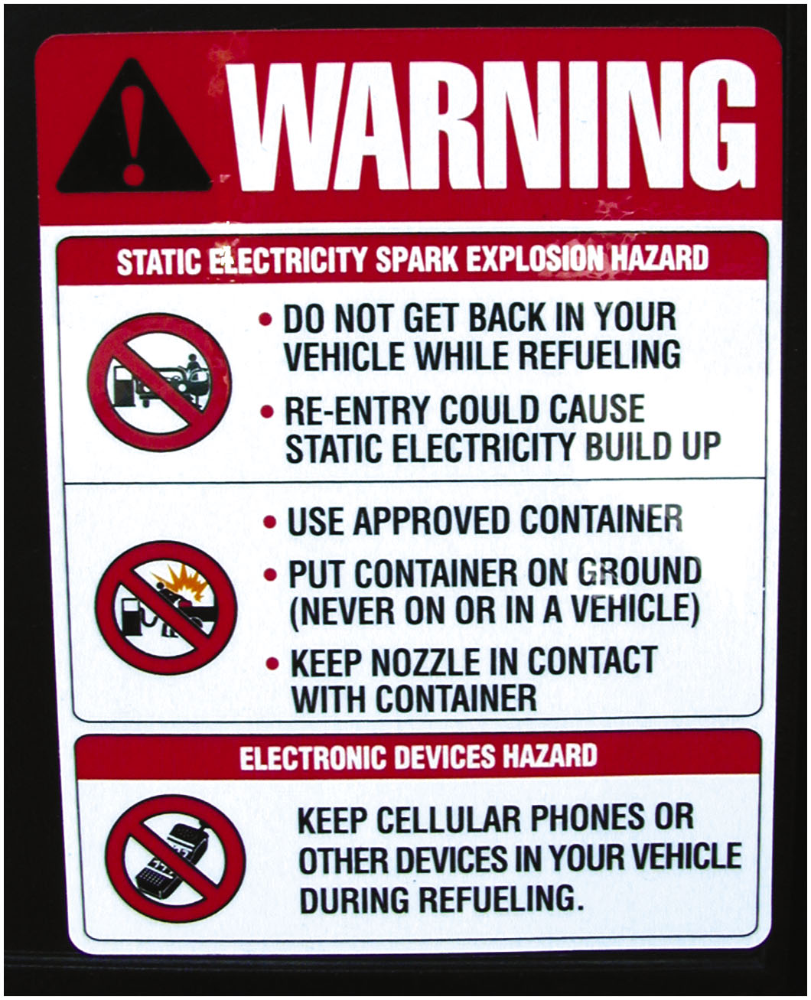 WARNING
STATIC ELECTRICITY SPARK EXPLOSION HAZARD
• DO NOT GET BACK IN YOUR
VEHICLE WHILE REFUELING
• RE-ENTRY COULD CAUSE
STATIC ELECTRICITY BUILD UP
• USE APPROVED CONTAINER
• PUT CONTAINER ON GROUND
(NEVER ON OR IN A VEHICLE)
• KEEP NOZZLE IN CONTACT
WITH CONTAINER
ELECTRONIC DEVICES HAZARD
KEEP CELLULAR PHONES OR
OTHER DEVICES IN YOUR VEHICLE
DURING REFUELING.